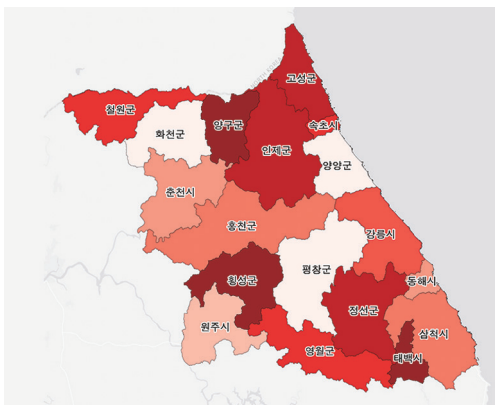 고성군
철원군
양구군
속초시
화천군
인제군
양양군
춘천시
홍천군
강릉시
평창군
횡성군
동해시
정선군
원주시
삼척시
영월군
태백시